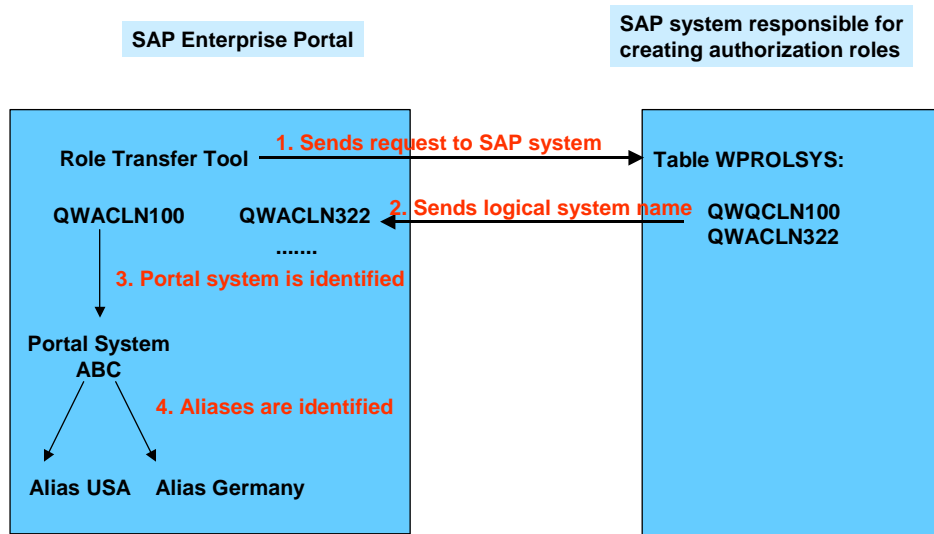 SAP Enterprise Portal
SAP system responsible for
creating authorization roles
1. Sends request to SAP system
Role Transfer Tool
Table WPROLSYS:
2. Sends logical system name
QWACLN100
QWACLN322
.......
QWQCLN100
QWACLN322
3. Portal system is identified
Portal System
ABC
4. Aliases are identified
Alias USA
Alias Germany